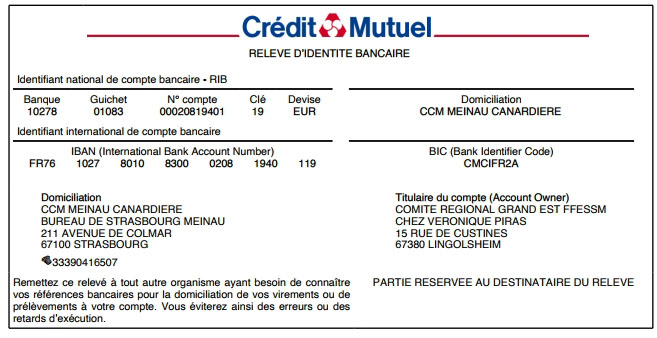 Crédit Mutuel
RELEVE D'IDENTITE BANCAIRE
Identifiant national de compte bancaire - RIB
Banque Guichet N° compte Clé Devise Domiciliation
10278 01083 00020819401 19 EUR CCM MEINAU CANARDIERE
Identifiant international de compte bancaire
IBAN (International Bank Account Number) BIC (Bank Identifier Code)
FR76 1027 8010 8300 0208 1940 119 CMCIFR2A
Domiciliation
CCM MEINAU CANARDIERE
BUREAU DE STRASBOURG MEINAU
211 AVENUE DE COLMAR
67100 STRASBOURG
33390416507
Titulaire du compte (Account Owner)
COMITE REGIONAL GRAND EST FFESSM
CHEZ VERONIQUE PIRAS
15 RUE DE CUSTINES
67380 LINGOLSHEIM
Remettez ce relevé à tout autre organisme ayant besoin de connaître
vos références bancaires pour la domiciliation de vos virements ou de
prélèvements à votre compte. Vous éviterez ainsi des erreurs ou des
retards d'exécution.
PARTIE RESERVEE AU DESTINATAIRE DU RELEVE